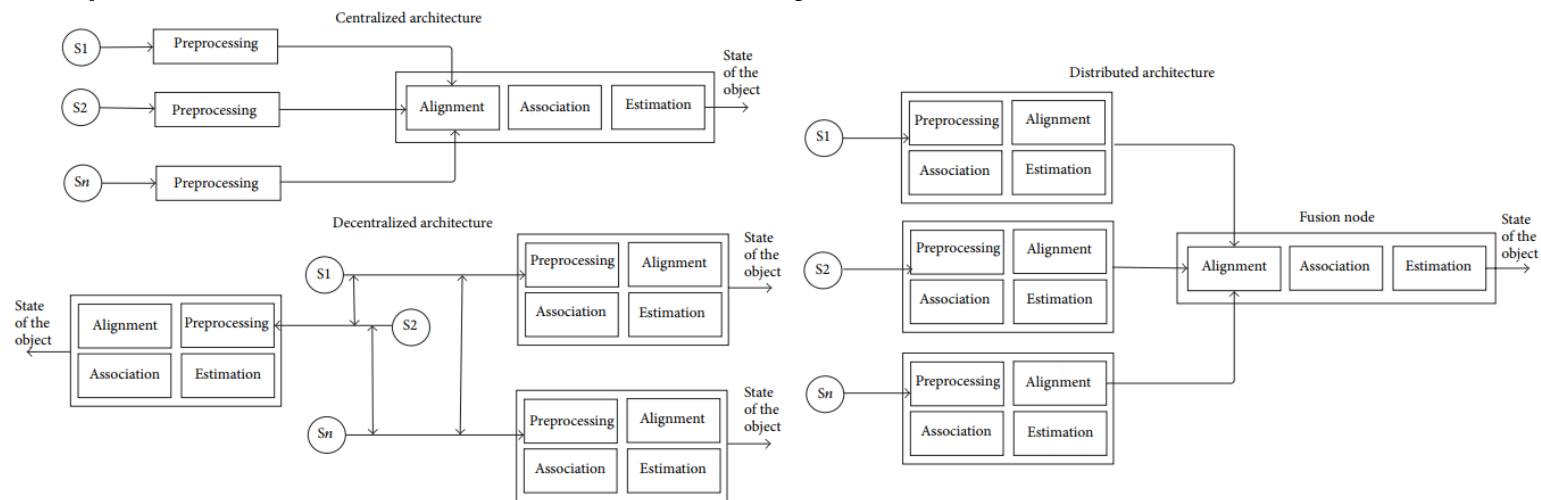 Centralized architecture
S1
Preprocessing
S2
Preprocessing
Sn
Preprocessing
Alignment
Association
Estimation
State
of the
object
Decentralized architecture
S1
Preprocessing
Alignment
Association
Estimation
State
of the
object
State
of the
object
Alignment
Preprocessing
Association
Estimation
S2
Sn
Preprocessing
Alignment
Association
Estimation
State
of the
object
Distributed architecture
S1
Preprocessing
Alignment
Association
Estimation
S2
Preprocessing
Alignment
Association
Estimation
Sn
Preprocessing
Alignment
Association
Estimation
Fusion node
Alignment
Association
Estimation
State
of the
object